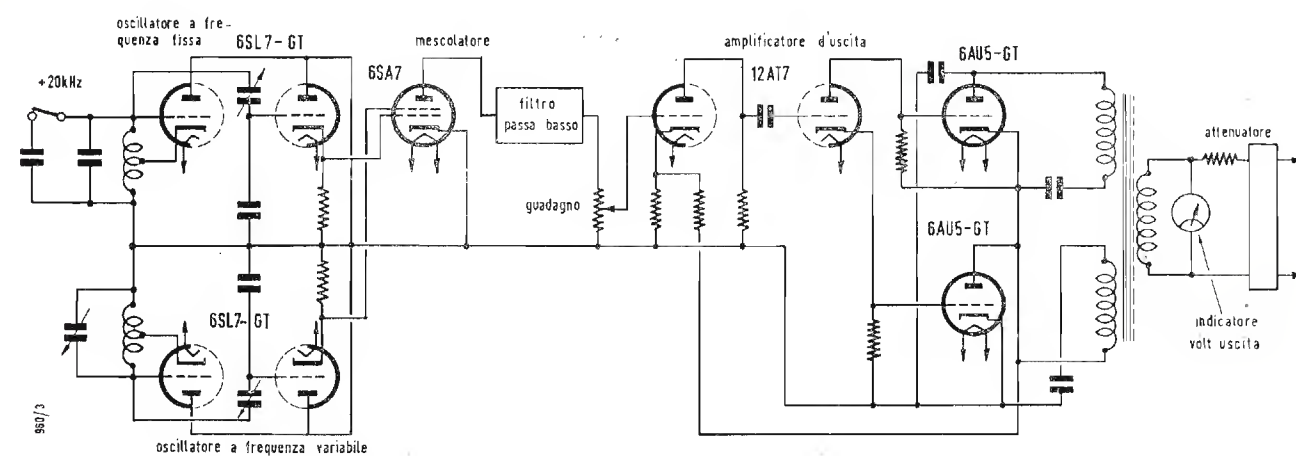 oscillatore a fre-
quenza fissa
6SL7-GT
+20kHz
mescolatore
6SA7
filtro
passa basso
guadagno
amplificatore d'uscita
12AT7
6AU5-GT
attenuatore
6AU5-GT
indicatore
volt uscita
6SL7-GT
oscillatore a frequenza variabile
960/3